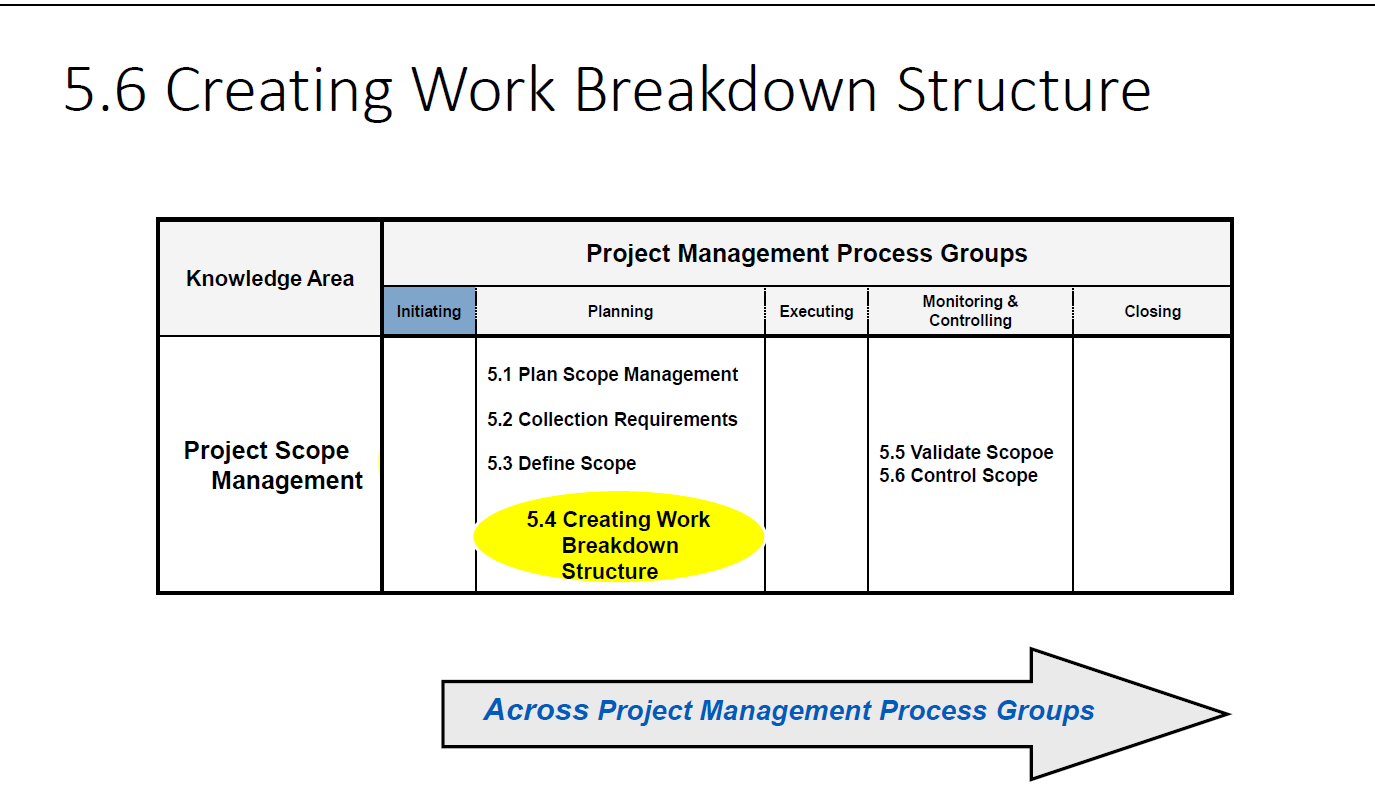 5.6 Creating Work Breakdown Structure
Knowledge Area
Project Management Process Groups
Initiating
Planning
Executing
Monitoring &
Controlling
Closing
Project Scope
Management
5.1 Plan Scope Management
5.2 Collection Requirements
5.3 Define Scope
5.4 Creating Work
Breakdown
Structure
5.5 Validate Scopoe
5.6 Control Scope
Across Project Management Process Groups